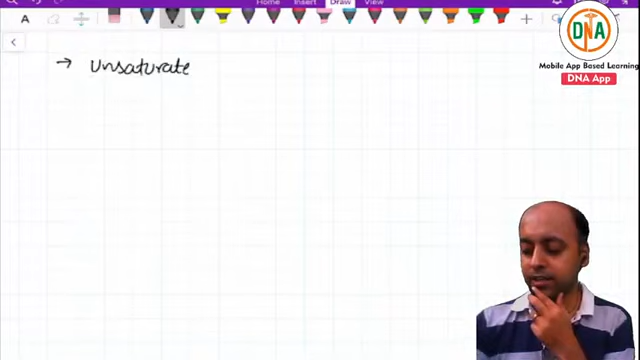 Home Insert Draw View
A
DNA
Mobile App Based Learning
DNA App
→ unsaturate